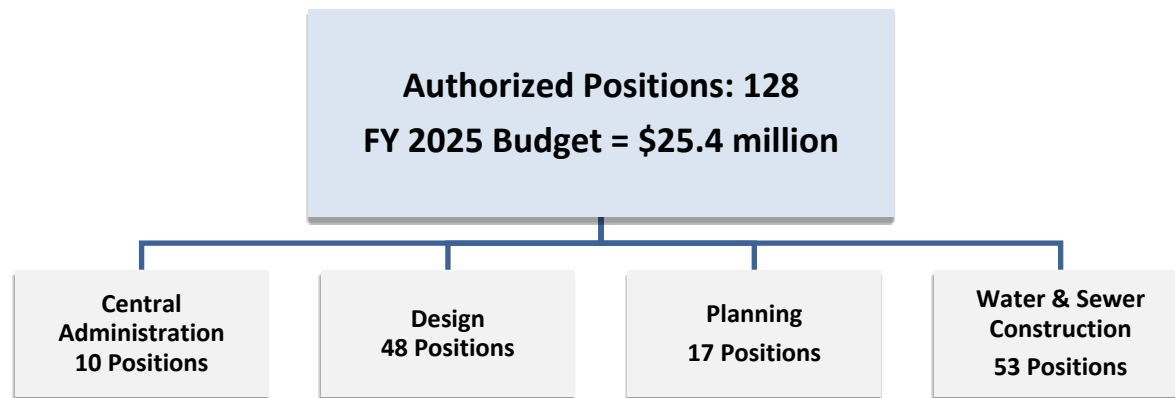 Authorized Positions: 128
FY 2025 Budget = $25.4 million
Central
Administration
10 Positions
Design
48 Positions
Planning
17 Positions
Water & Sewer
Construction
53 Positions